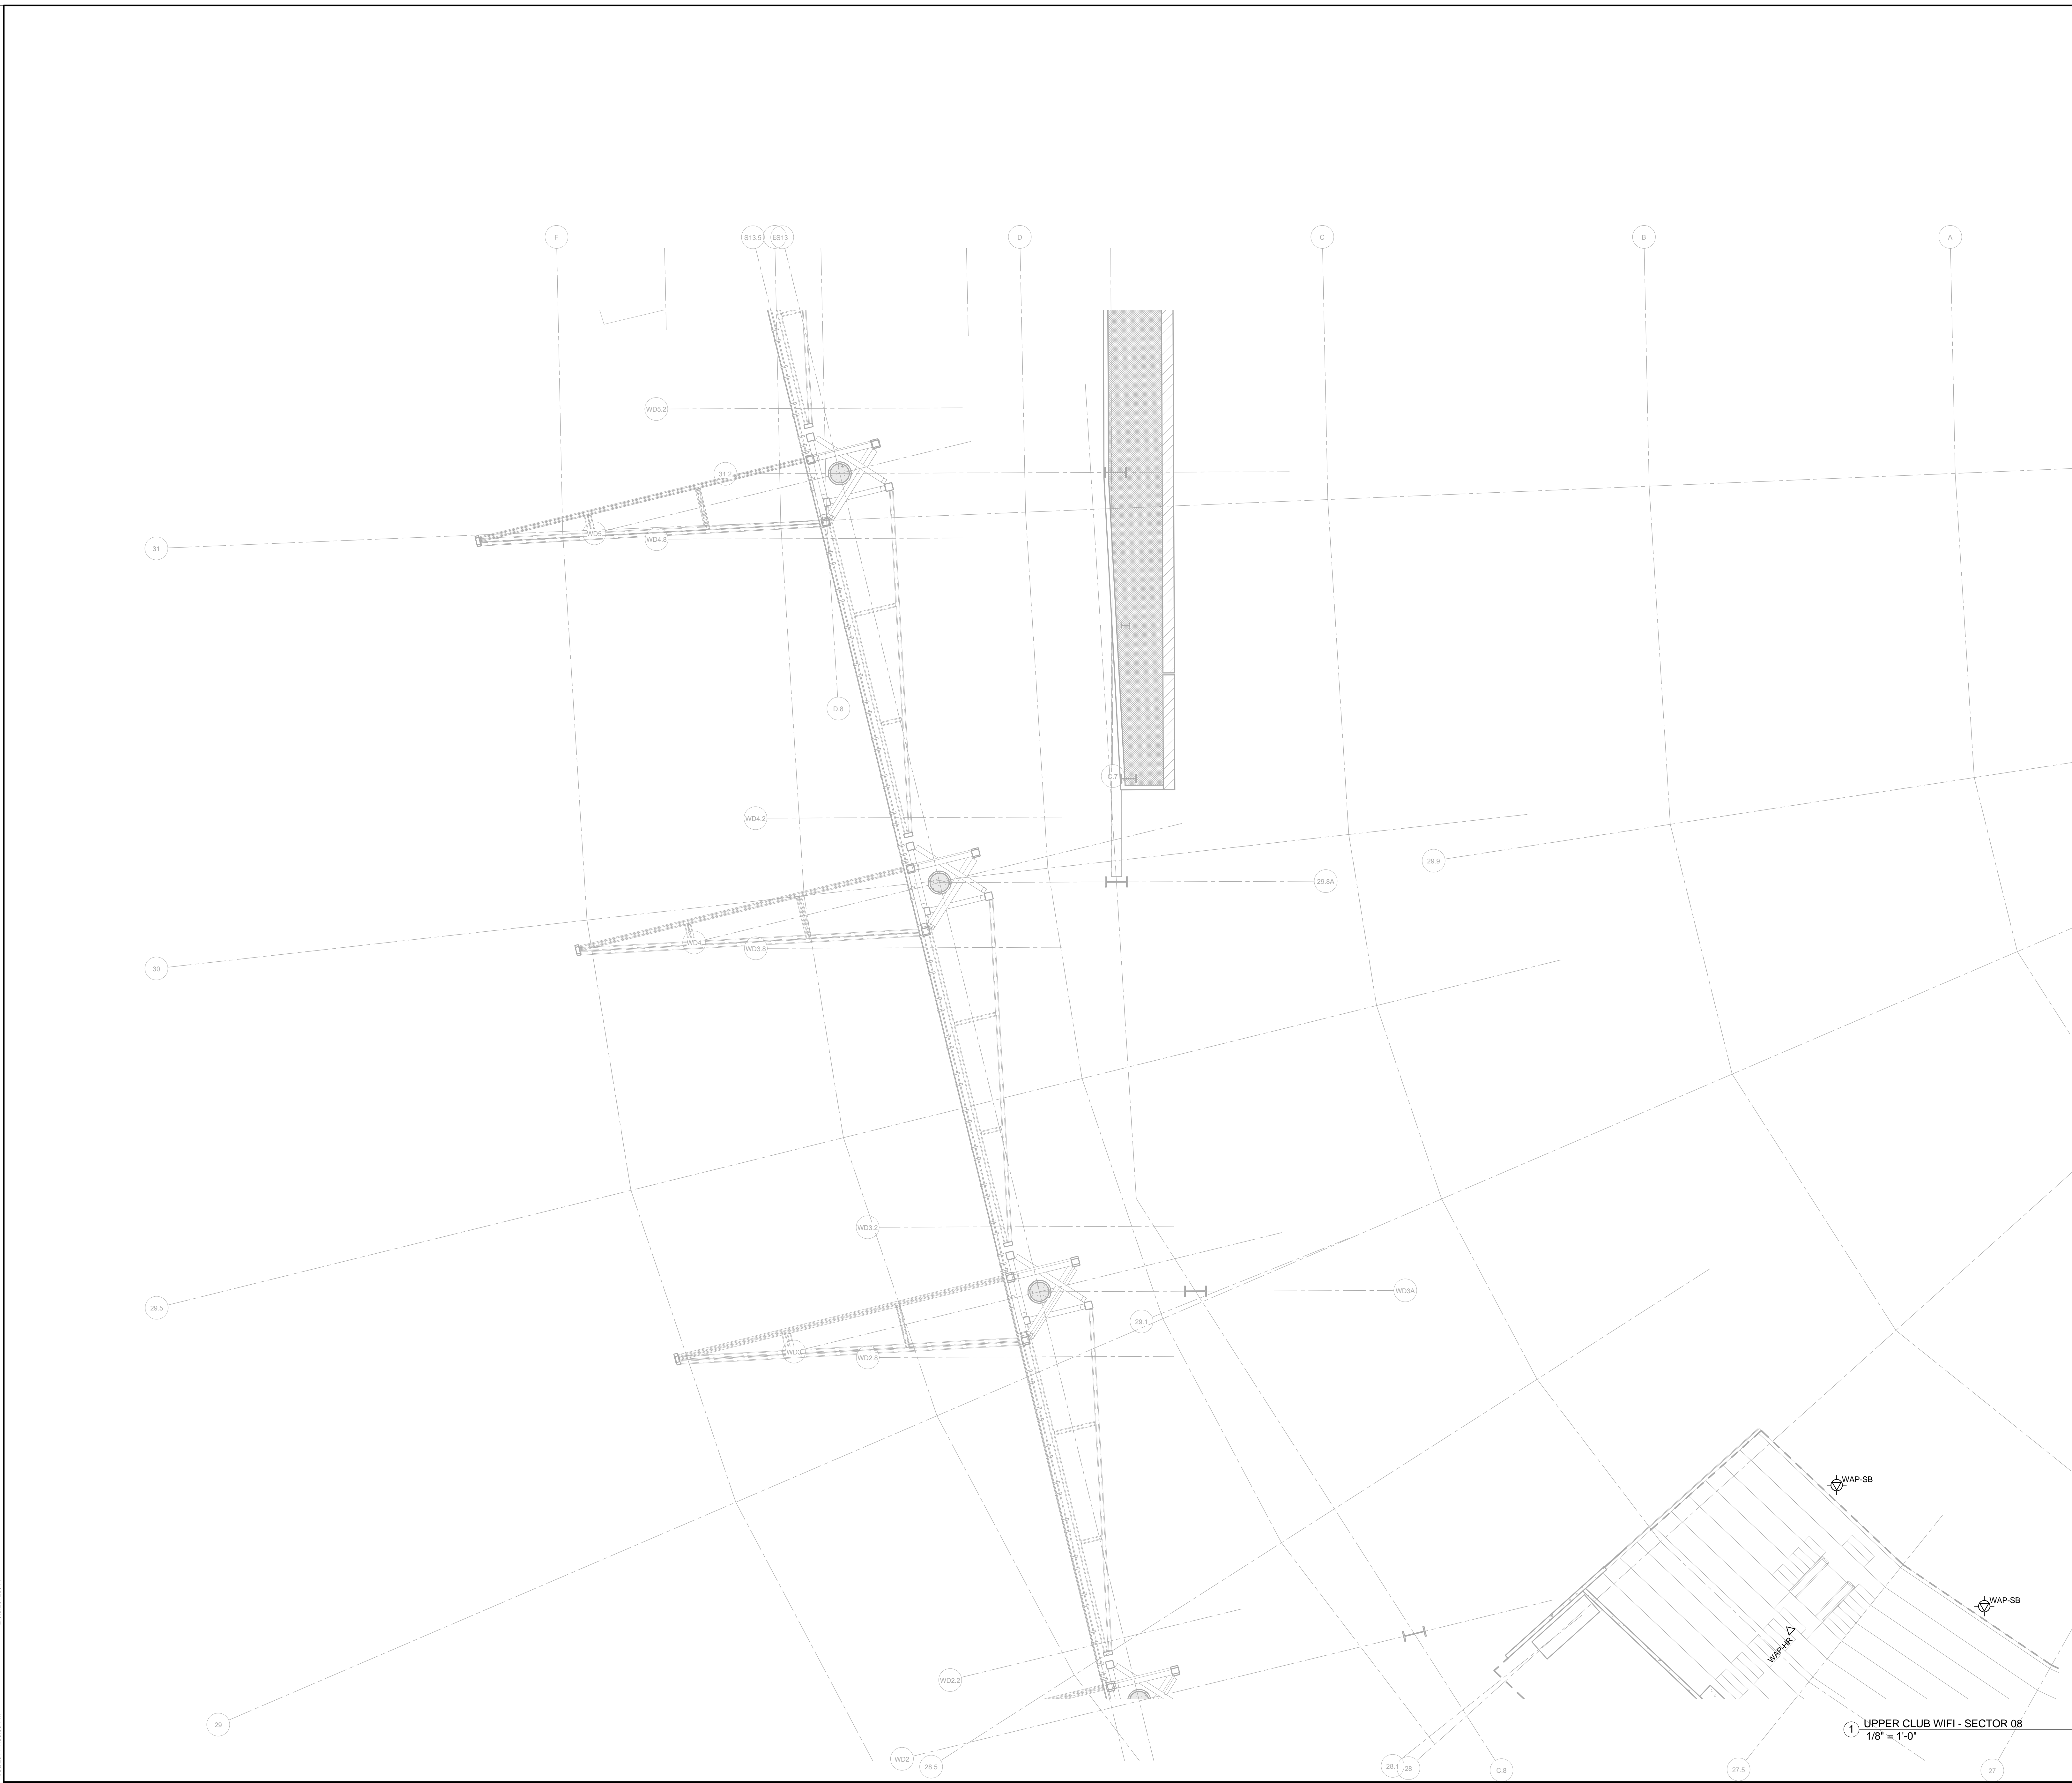 F
S13.5
ES13
D
C
B
A
WD5.2
31.2
WD5
WD4.8
31
D.8
C.7
WD4.2
29.9
29.8A
WD4
WD3.8
30
WD3.2
WD3A
29.1
29.5
WD3
WD2.8
WAP-SB
WAP-SB
WAP-HR
WD2.2
29
1
UPPER CLUB WIFI - SECTOR 08
1/8" = 1'-0"
WD2
28.5
28.1
28
C.8
27.5
27